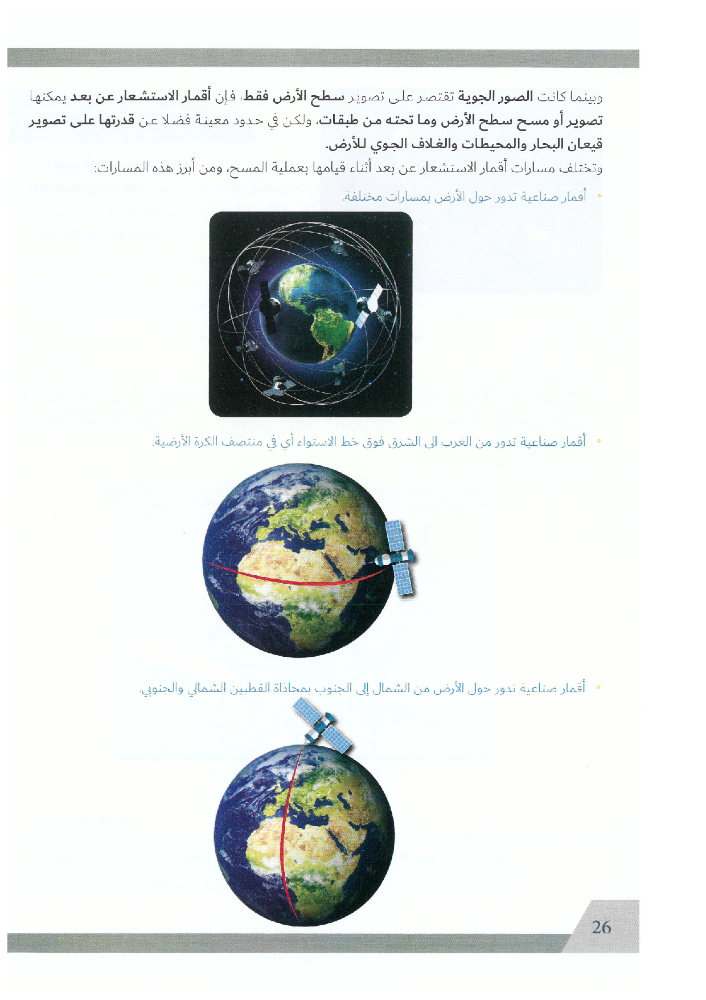 وبينما كانت الصور الجوية تقتصر على تصوير سطح الأرض فقط، فإن أقمار الاستشعار عن بعد يمكنها
تصوير أو مسح سطح الأرض وما تحته من طبقات، ولكن في حدود معينة فضلا عن قدرتها على تصوير
قيعان البحار والمحيطات والغلاف الجوي للأرض.
وتختلف مسارات أقمار الاستشعار عن بعد أثناء قيامها بعملية المسح، ومن أبرز هذه المسارات:
• أقمار صناعية تدور حول الأرض بمسارات مختلفة.
• أقمار صناعية تدور من الغرب الى الشرق فوق خط الاستواء أي في منتصف الكرة الأرضية.
• أقمار صناعية تدور حول الأرض من الشمال إلى الجنوب بمحاذاة القطبين الشمالي والجنوبي.
26